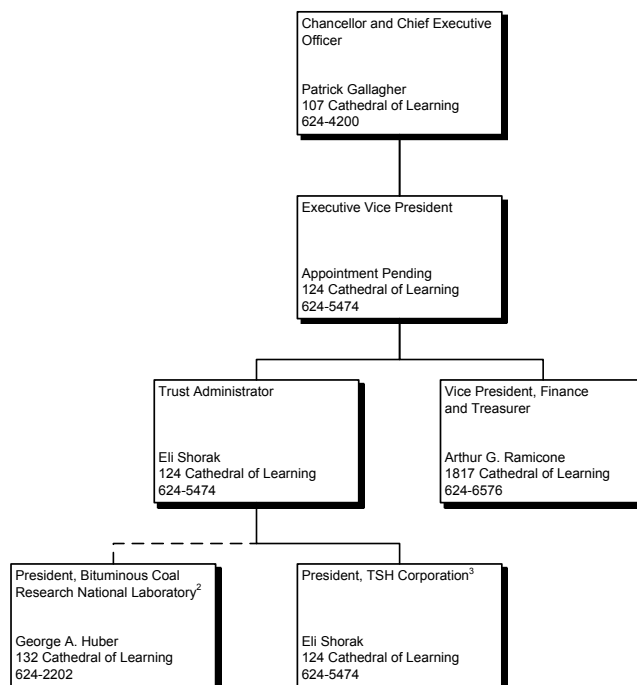 Chancellor and Chief Executive
Officer
Patrick Gallagher
107 Cathedral of Learning
624-4200
Executive Vice President
Appointment Pending
124 Cathedral of Learning
624-5474
Trust Administrator
Eli Shorak
124 Cathedral of Learning
624-5474
Vice President, Finance
and Treasurer
Arthur G. Ramicone
1817 Cathedral of Learning
624-6576
President, Bituminous Coal
Research National Laboratory²
George A. Huber
132 Cathedral of Learning
624-2202
President, TSH Corporation³
Eli Shorak
124 Cathedral of Learning
624-5474